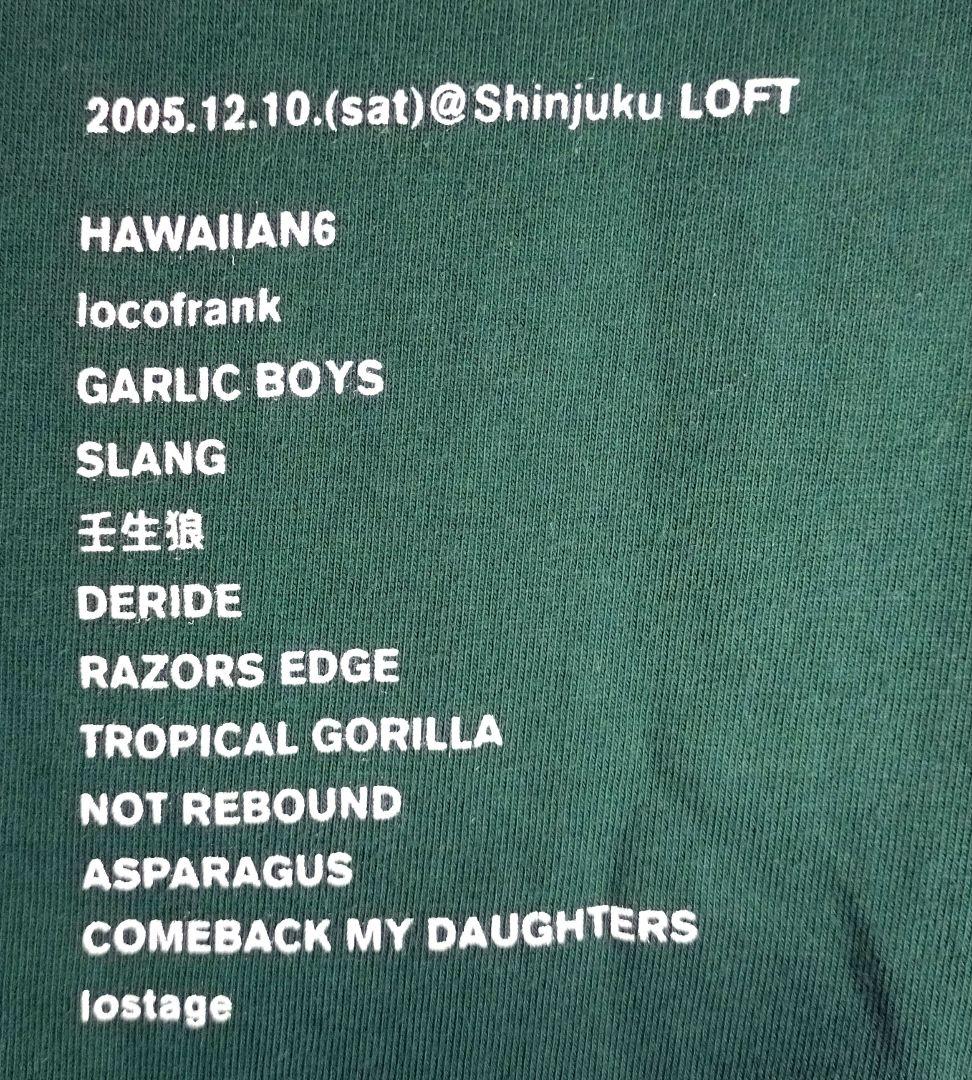 2005.12.10.(sat)@Shinjuku LOFT
HAWAIIAN6
locofrank
GARLIC BOYS
SLANG
壬生狼
DERIDE
RAZORS EDGE
TROPICAL GORILLA
NOT REBOUND
ASPARAGUS
COMEBACK MY DAUGHTERS
lostage